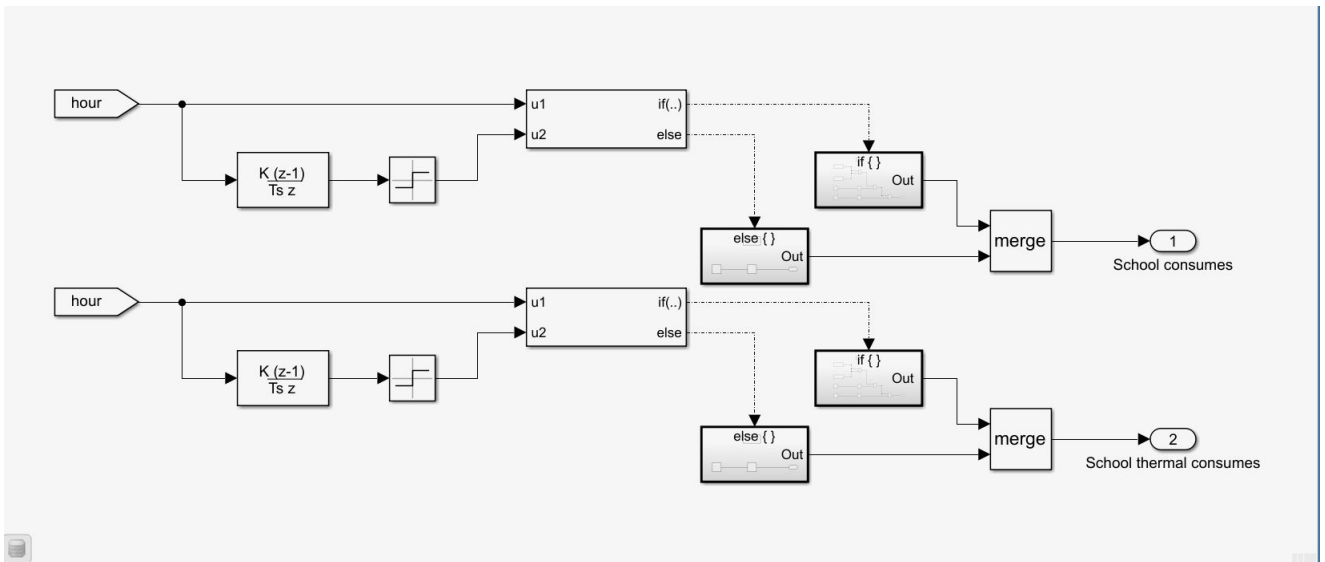 hour
u1
if(..)
u2
else
K (z-1)
Ts z
if { }
Out
else { }
Out
merge
1
School consumes
hour
u1
if(..)
u2
else
K (z-1)
Ts z
if { }
Out
else { }
Out
merge
2
School thermal consumes